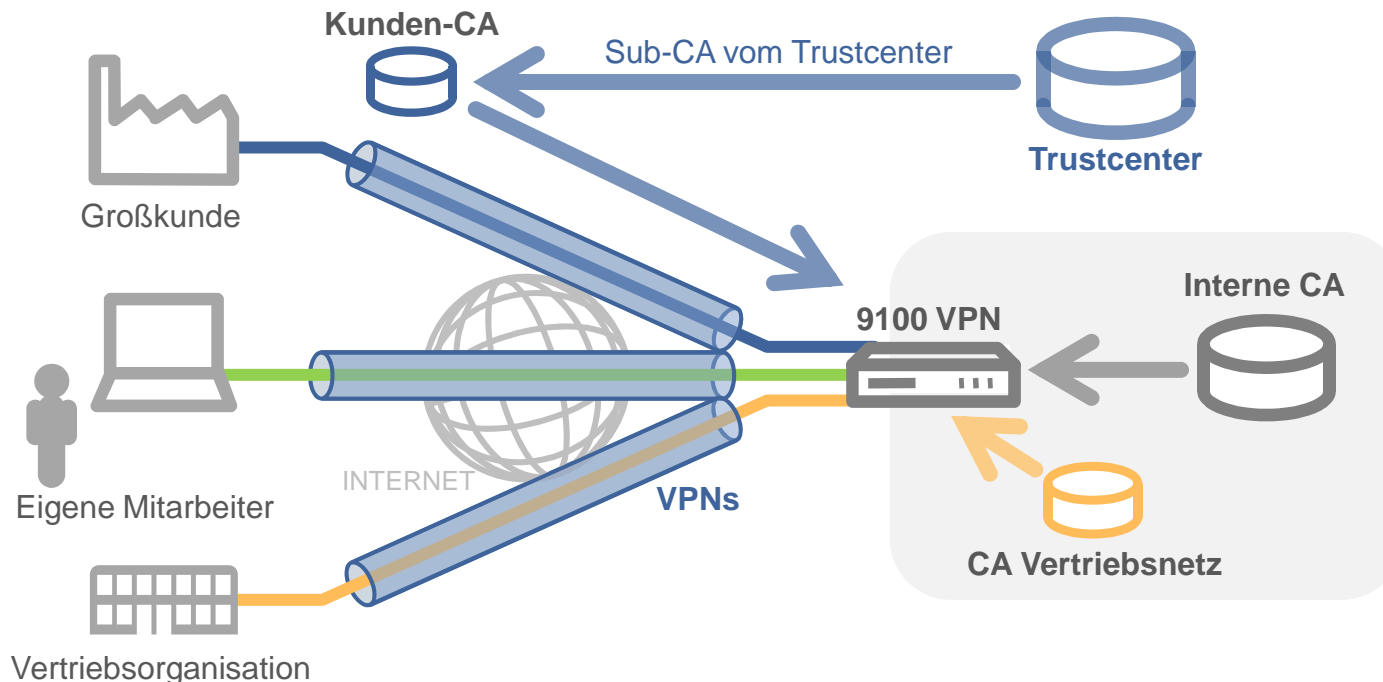 Kunden-CA
Sub-CA vom Trustcenter
Trustcenter
Großkunde
Interne CA
9100 VPN
INTERNET
VPNs
Eigene Mitarbeiter
CA Vertriebsnetz
Vertriebsorganisation